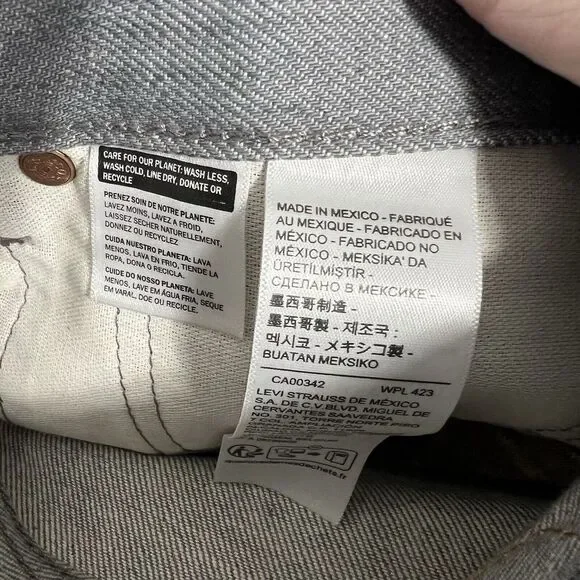 CARE FOR OUR PLANET: WASH LESS,
WASH COLD, LINE DRY, DONATE OR
RECYCLE
PRENEZ SOIN DE NOTRE PLANETE:
LAVEZ MOINS, LAVEZ A FROID,
LAISSEZ SECHER NATURELLEMENT,
DONNEZ OU RECYCLEZ
CUIDA NUESTRO PLANETA: LAVA
MENOS, LAVA EN FRIO, TIENDE LA
ROPA, DONA O RECICLA.
CUIDE DO NOSSO PLANETA: LAVE
MENOS, LAVE EM ÁGUA FRIA, SEQUE
EM VARAL, DOE OU RECICLE.
MADE IN MEXICO - FABRIQUÉ
AU MEXIQUE - FABRICADO EN
MÉXICO - FABRICADO NO
MÉXICO - MEKSİKA' DA
ÜRETİLMİŞTİR -
СДЕЛАНО В МЕКСИКЕ -
墨西哥制造 -
墨西哥製 - 제조국 :
멕시코 - メキシコ製 -
BUATAN MEKSIKO
CA00342 WPL 423
LEVI STRAUSS DE MÉXICO
S.A. DE C.V. BLVD. MIGUEL DE
CERVANTES SAAVEDRA
NO. 301, TORRE NORTE PISO